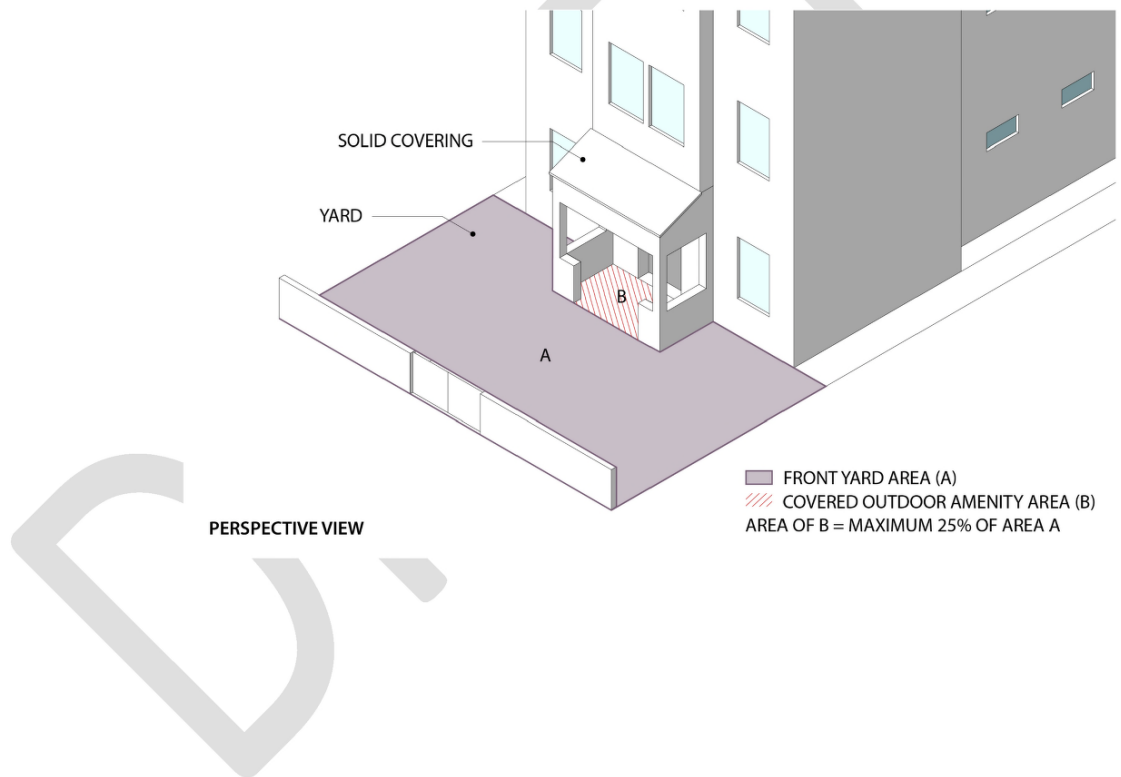 SOLID COVERING
YARD
B
A
FRONT YARD AREA (A)
COVERED OUTDOOR AMENITY AREA (B)
AREA OF B = MAXIMUM 25% OF AREA A
PERSPECTIVE VIEW